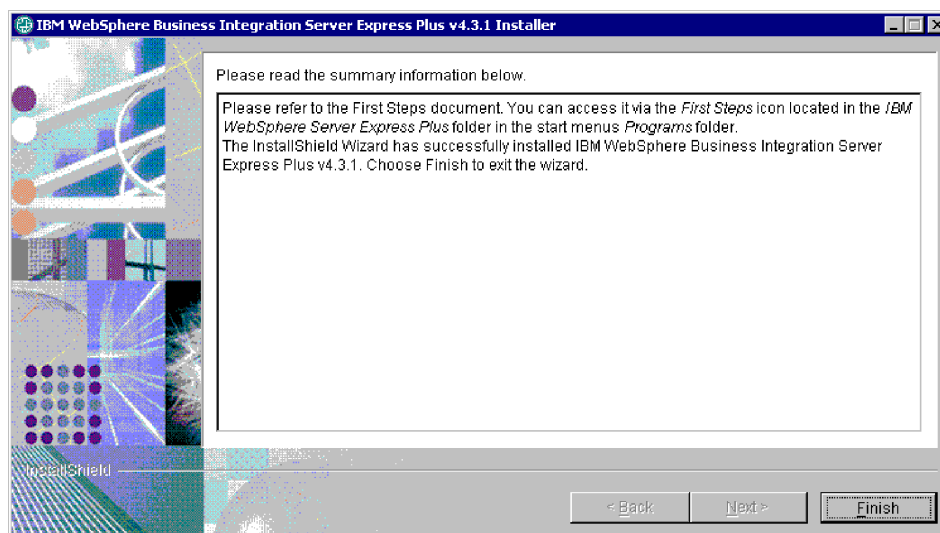 IBM WebSphere Business Integration Server Express Plus v4.3.1 Installer
Please read the summary information below.
Please refer to the First Steps document. You can access it via the First Steps icon located in the IBM
WebSphere Server Express Plus folder in the start menus Programs folder.
The InstallShield Wizard has successfully installed IBM WebSphere Business Integration Server
Express Plus v4.3.1. Choose Finish to exit the wizard.
InstallShield
< Back
Next >
Finish